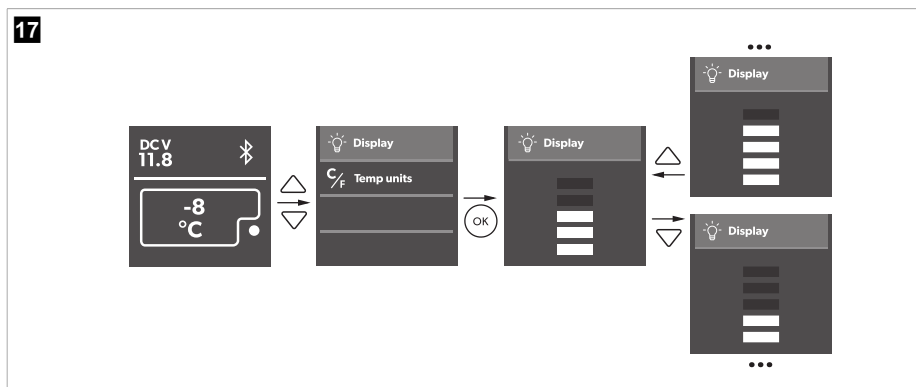 17
DC V
11.8
-8
°C
Display
C/F Temp units
OK
Display
•••
Display
Display
•••